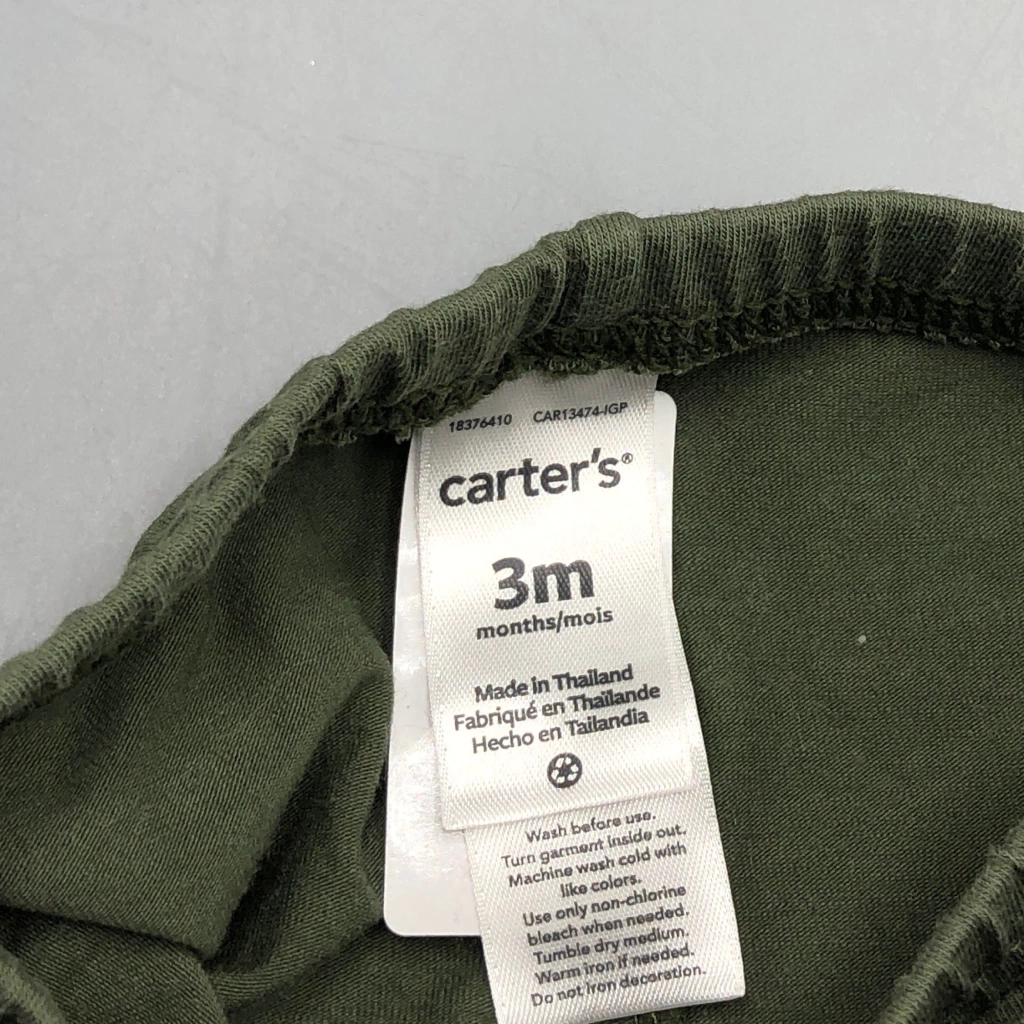 18376410 CAR13474-IGP
carter's®
3m
months/mois
Made in Thailand
Fabriqué en Thaïlande
Hecho en Tailandia
Wash before use.
Turn garment inside out.
Machine wash cold with
like colors.
Use only non-chlorine
bleach when needed.
Tumble dry medium.
Warm iron if needed.
Do not iron decoration.